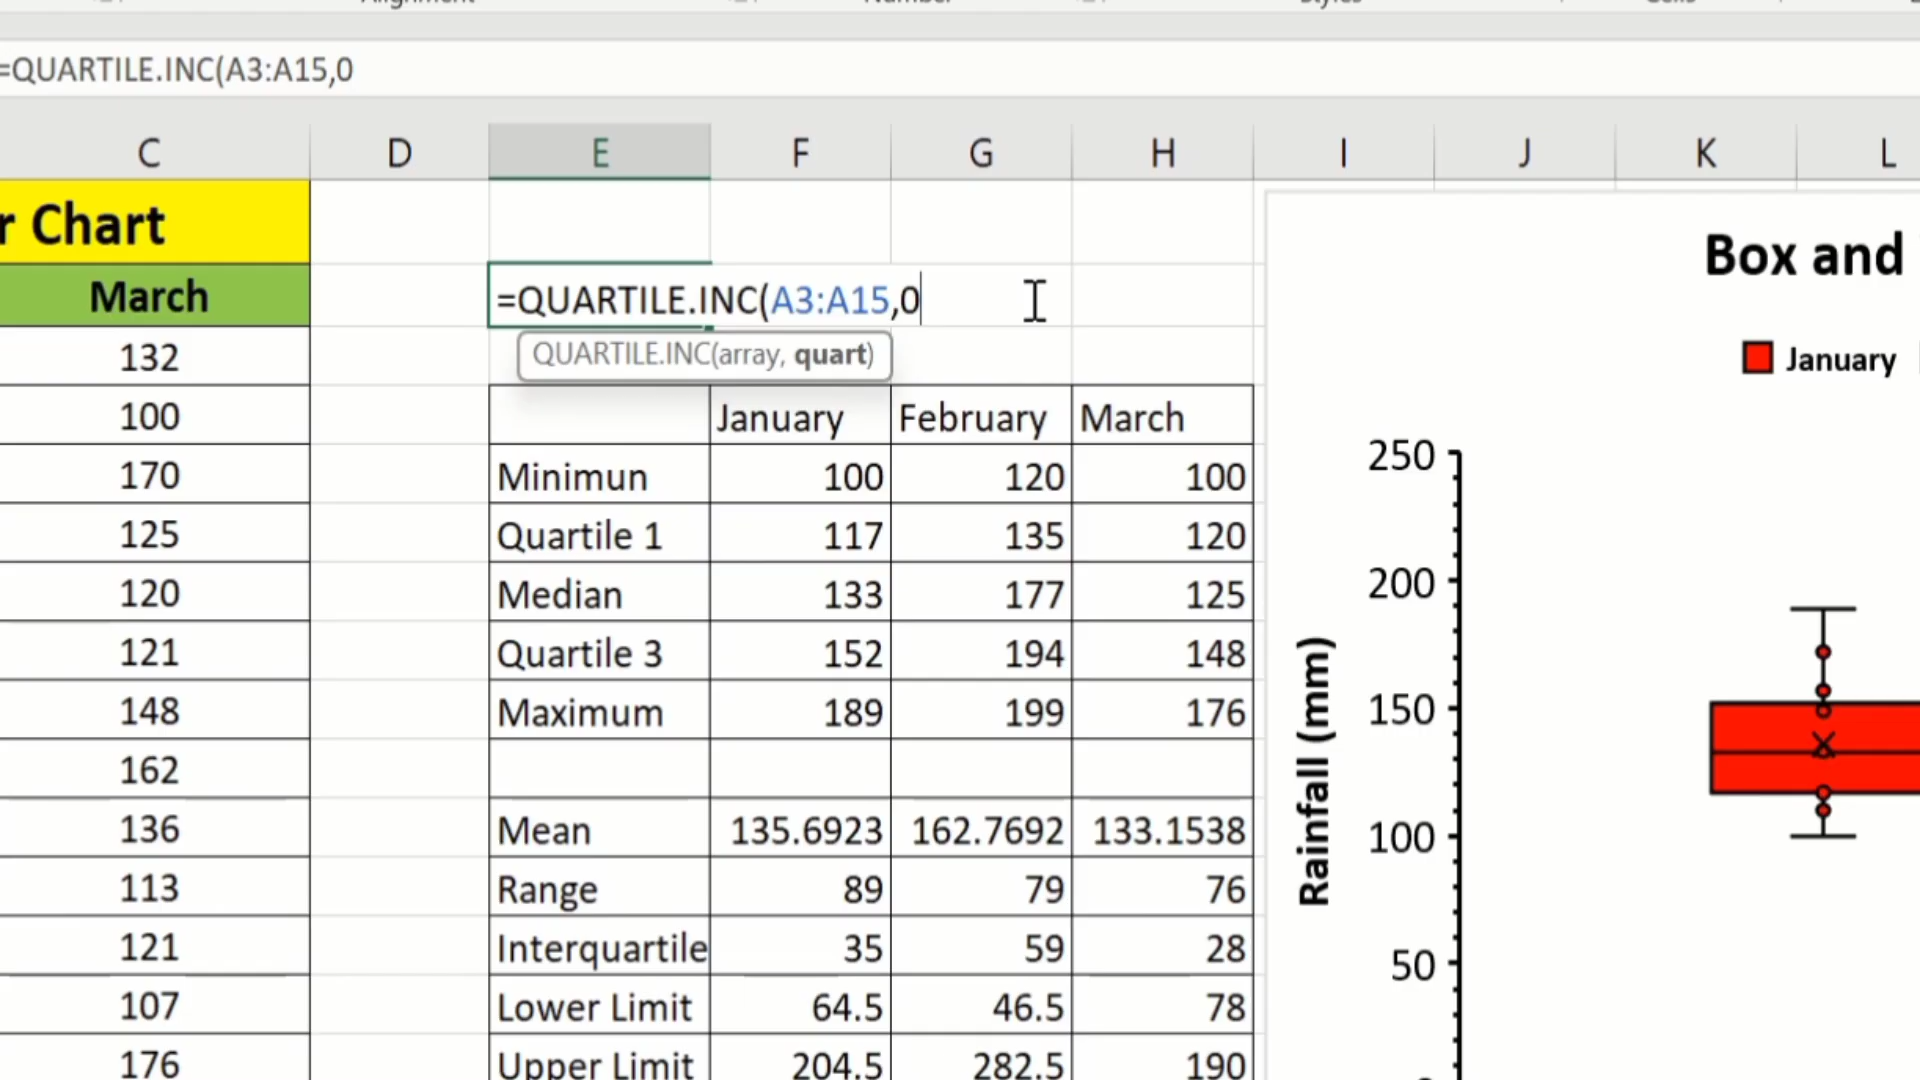 =QUARTILE.INC(A3:A15,0
C D E F G H I J K L
r Chart
March
=QUARTILE.INC(A3:A15,0
QUARTILE.INC(array, quart)
132
100
170
125
120
121
148
162
136
113
121
107
176
January February March
Minimun 100 120 100
Quartile 1 117 135 120
Median 133 177 125
Quartile 3 152 194 148
Maximum 189 199 176
Mean 135.6923 162.7692 133.1538
Range 89 79 76
Interquartile 35 59 28
Lower Limit 64.5 46.5 78
Upper Limit 204.5 282.5 190
Box and
January
Rainfall (mm)
250
200
150
100
50